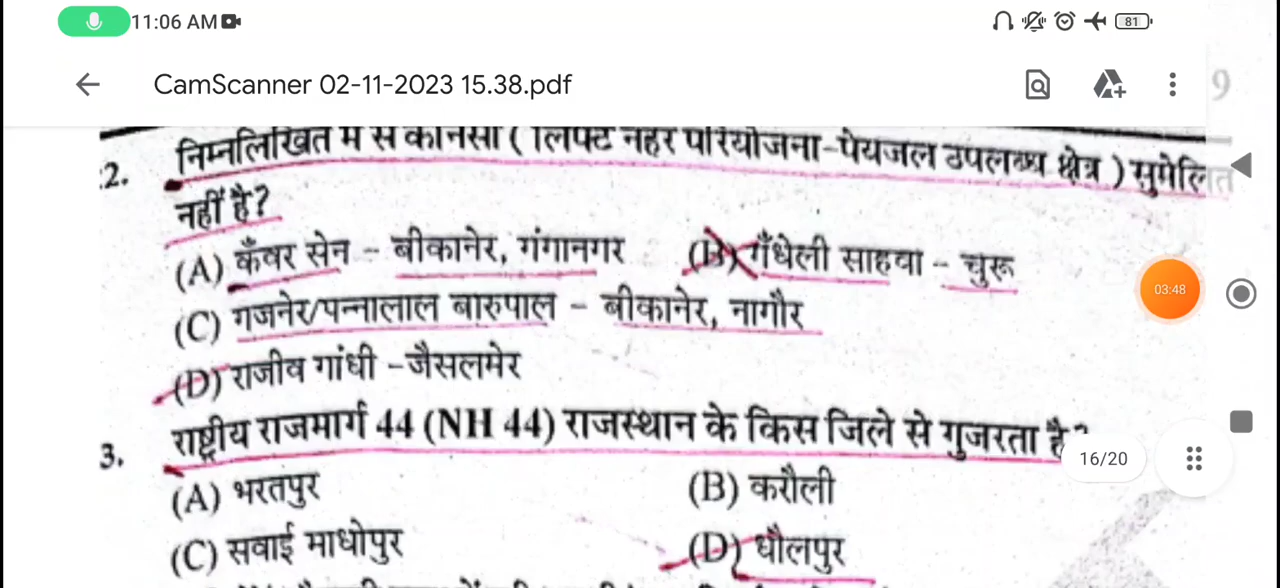 11:06 AM
81
CamScanner 02-11-2023 15.38.pdf
9
2. निम्नलिखित में से कौनसा ( लिफ्ट नहर परियोजना-पेयजल उपलब्ध क्षेत्र ) सुमेलित
नहीं है?
(A) कँवर सेन - बीकानेर, गंगानगर (B) गँधेली साहवा - चुरू
03:48
(C) गजनेर/पन्नालाल बारुपाल - बीकानेर, नागौर
(D) राजीव गांधी -जैसलमेर
3. राष्ट्रीय राजमार्ग 44 (NH 44) राजस्थान के किस जिले से गुजरता है?
16/20
(A) भरतपुर (B) करौली
(C) सवाई माधोपुर (D) धौलपुर